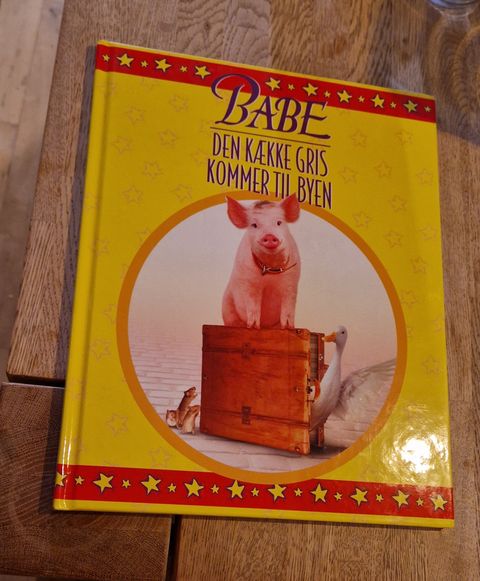 BABE
DEN KÆKKE GRIS
KOMMER TIL BYEN